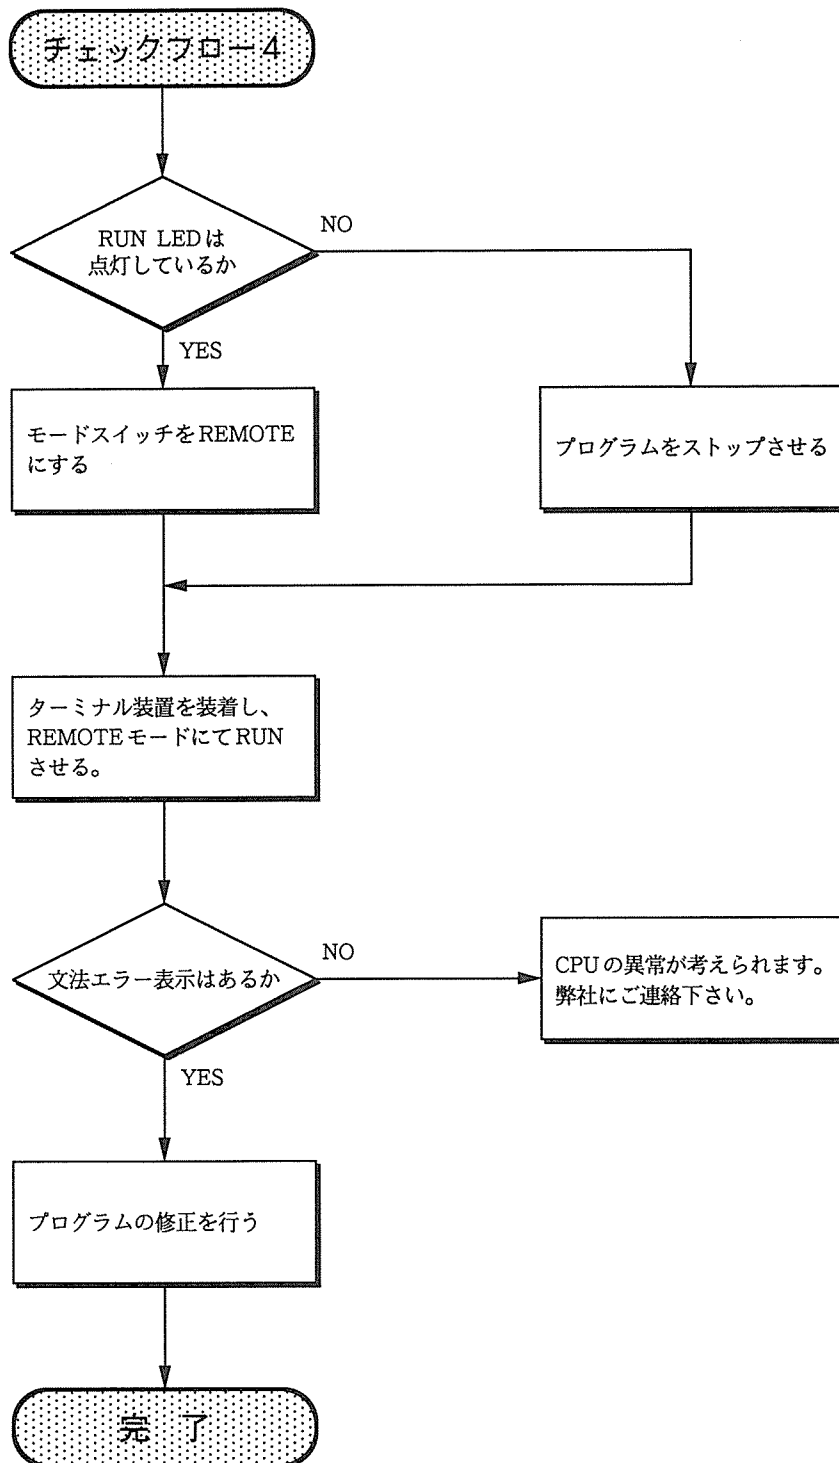 チェックフロー4
RUN LEDは
点灯しているか
NO
YES
モードスイッチをREMOTE
にする
プログラムをストップさせる
ターミナル装置を装着し、
REMOTEモードにてRUN
させる。
文法エラー表示はあるか
NO
CPUの異常が考えられます。
弊社にご連絡下さい。
YES
プログラムの修正を行う
完 了